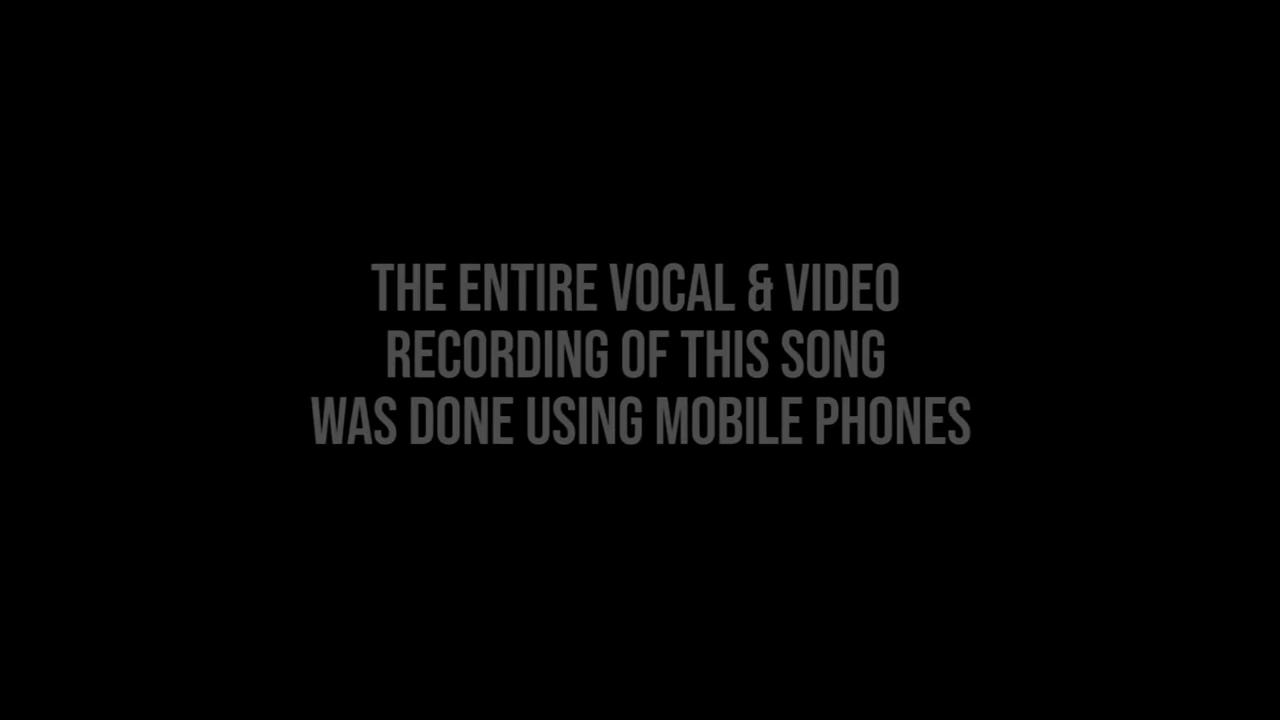 THE ENTIRE VOCAL & VIDEO
RECORDING OF THIS SONG
WAS DONE USING MOBILE PHONES